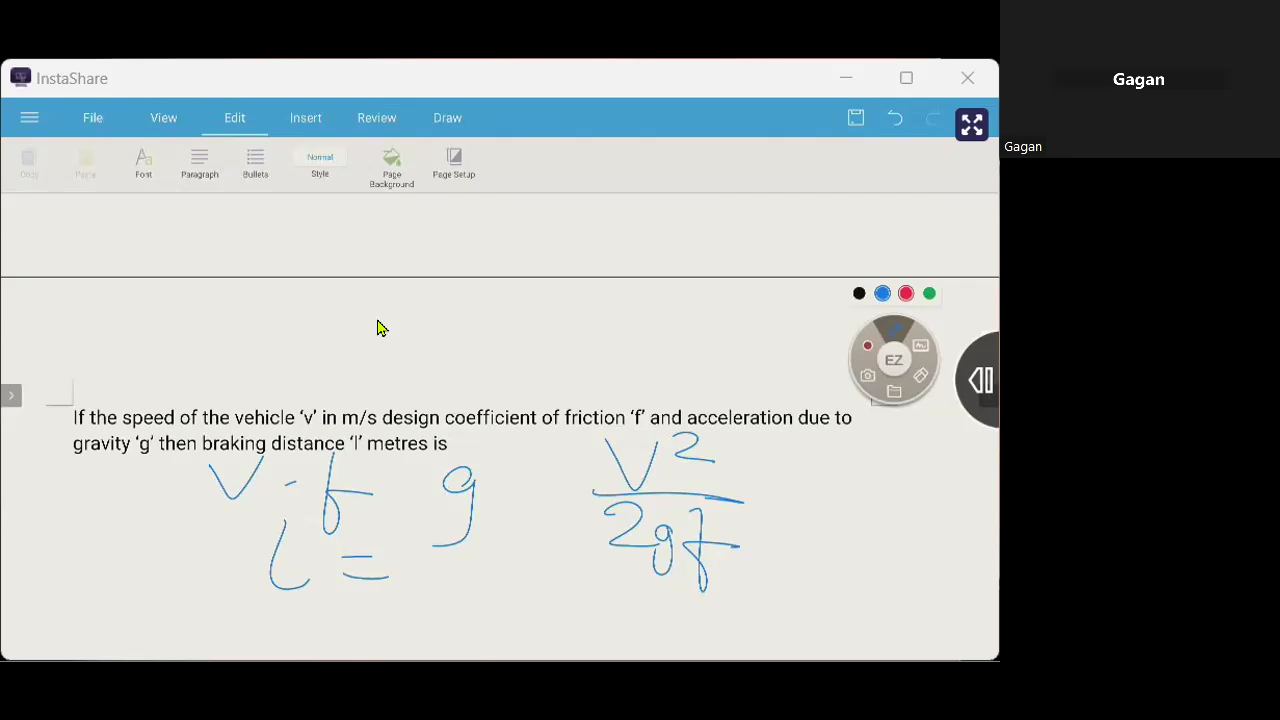 Gagan
InstaShare
File View Edit Insert Review Draw
Gagan
Copy Paste Font Paragraph Bullets Normal Style Page Background Page Setup
EZ
If the speed of the vehicle ‘v’ in m/s design coefficient of friction ‘f’ and acceleration due to
gravity ‘g’ then braking distance ‘l’ metres is
V f g
l =
V²
2gf